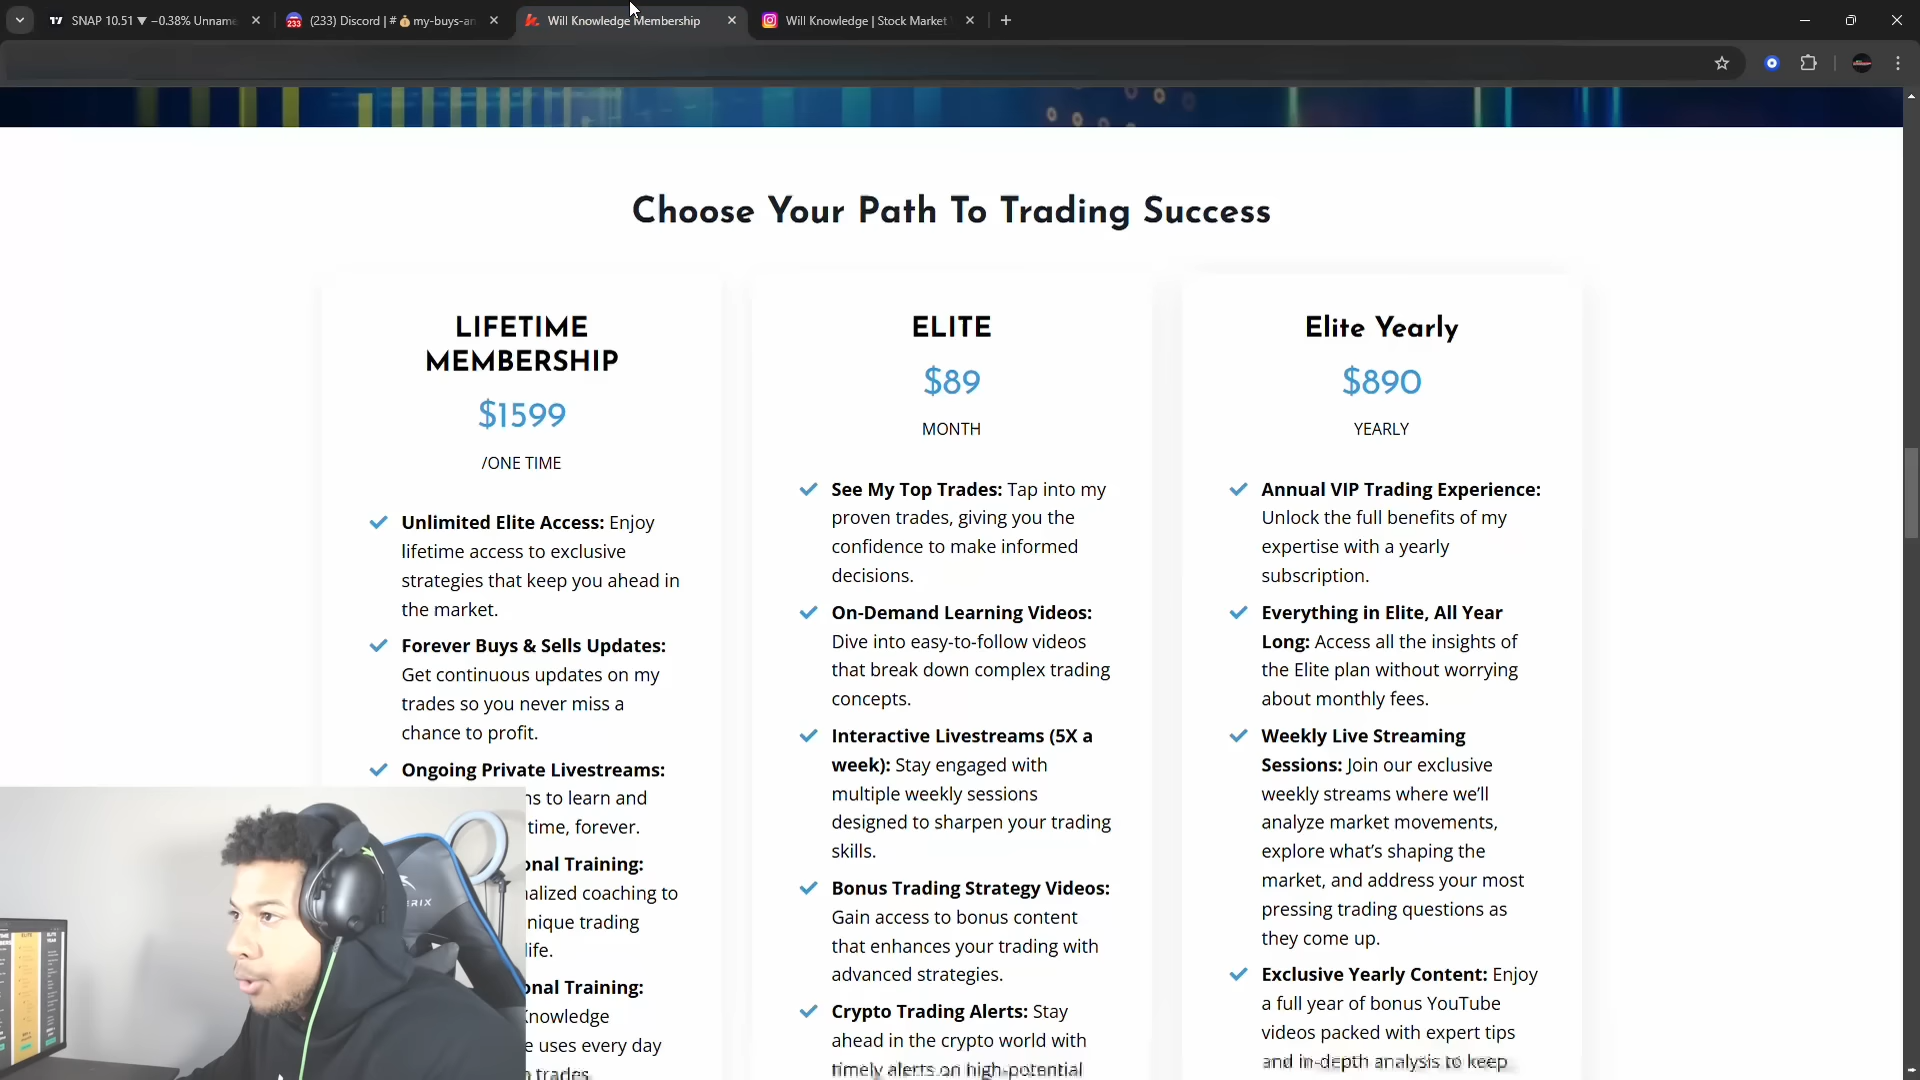 SNAP 10.51 ▼ −0.38% Unname
(233) Discord | # 💰my-buys-an
Will Knowledge Membership
Will Knowledge | Stock Market
Choose Your Path To Trading Success
LIFETIME
MEMBERSHIP
$1599
/ONE TIME
Unlimited Elite Access: Enjoy
lifetime access to exclusive
strategies that keep you ahead in
the market.
Forever Buys & Sells Updates:
Get continuous updates on my
trades so you never miss a
chance to profit.
Ongoing Private Livestreams:
ns to learn and
time, forever.
onal Training:
alized coaching to
nique trading
life.
onal Training:
Knowledge
e uses every day
trades
ELITE
$89
MONTH
See My Top Trades: Tap into my
proven trades, giving you the
confidence to make informed
decisions.
On-Demand Learning Videos:
Dive into easy-to-follow videos
that break down complex trading
concepts.
Interactive Livestreams (5X a
week): Stay engaged with
multiple weekly sessions
designed to sharpen your trading
skills.
Bonus Trading Strategy Videos:
Gain access to bonus content
that enhances your trading with
advanced strategies.
Crypto Trading Alerts: Stay
ahead in the crypto world with
timely alerts on high-potential
Elite Yearly
$890
YEARLY
Annual VIP Trading Experience:
Unlock the full benefits of my
expertise with a yearly
subscription.
Everything in Elite, All Year
Long: Access all the insights of
the Elite plan without worrying
about monthly fees.
Weekly Live Streaming
Sessions: Join our exclusive
weekly streams where we'll
analyze market movements,
explore what's shaping the
market, and address your most
pressing trading questions as
they come up.
Exclusive Yearly Content: Enjoy
a full year of bonus YouTube
videos packed with expert tips
and in-depth analysis to keep